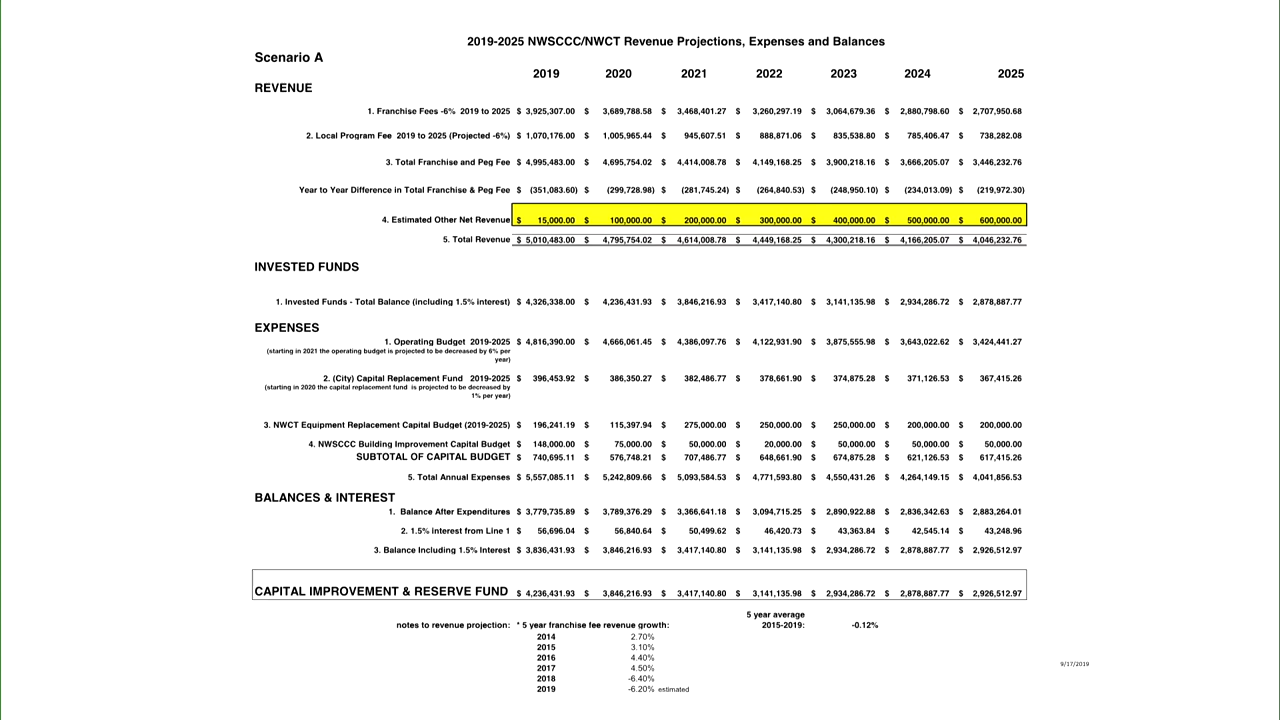 2019-2025 NWSCCC/NWCT Revenue Projections, Expenses and Balances
Scenario A
2019 2020 2021 2022 2023 2024 2025
REVENUE
1. Franchise Fees -6% 2019 to 2025 $ 3,925,307.00 $ 3,689,788.58 $ 3,468,401.27 $ 3,260,297.19 $ 3,064,679.36 $ 2,880,798.60 $ 2,707,950.68
2. Local Program Fee 2019 to 2025 (Projected -6%) $ 1,070,176.00 $ 1,005,965.44 $ 945,607.51 $ 888,871.06 $ 835,538.80 $ 785,406.47 $ 738,282.08
3. Total Franchise and Peg Fee $ 4,995,483.00 $ 4,695,754.02 $ 4,414,008.78 $ 4,149,168.25 $ 3,900,218.16 $ 3,666,205.07 $ 3,446,232.76
Year to Year Difference in Total Franchise & Peg Fee $ (351,083.60) $ (299,728.98) $ (281,745.24) $ (264,840.53) $ (248,950.10) $ (234,013.09) $ (219,972.30)
4. Estimated Other Net Revenue $ 15,000.00 $ 100,000.00 $ 200,000.00 $ 300,000.00 $ 400,000.00 $ 500,000.00 $ 600,000.00
5. Total Revenue $ 5,010,483.00 $ 4,795,754.02 $ 4,614,008.78 $ 4,449,168.25 $ 4,300,218.16 $ 4,166,205.07 $ 4,046,232.76
INVESTED FUNDS
1. Invested Funds - Total Balance (including 1.5% interest) $ 4,326,338.00 $ 4,236,431.93 $ 3,846,216.93 $ 3,417,140.80 $ 3,141,135.98 $ 2,934,286.72 $ 2,878,887.77
EXPENSES
1. Operating Budget 2019-2025 $ 4,816,390.00 $ 4,666,061.45 $ 4,386,097.76 $ 4,122,931.90 $ 3,875,555.98 $ 3,643,022.62 $ 3,424,441.27
(starting in 2021 the operating budget is projected to be decreased by 6% per
year)
2. (City) Capital Replacement Fund 2019-2025 $ 396,453.92 $ 386,350.27 $ 382,486.77 $ 378,661.90 $ 374,875.28 $ 371,126.53 $ 367,415.26
(starting in 2020 the capital replacement fund is projected to be decreased by
1% per year)
3. NWCT Equipment Replacement Capital Budget (2019-2025) $ 196,241.19 $ 115,397.94 $ 275,000.00 $ 250,000.00 $ 250,000.00 $ 200,000.00 $ 200,000.00
4. NWSCCC Building Improvement Capital Budget $ 148,000.00 $ 75,000.00 $ 50,000.00 $ 20,000.00 $ 50,000.00 $ 50,000.00 $ 50,000.00
SUBTOTAL OF CAPITAL BUDGET $ 740,695.11 $ 576,748.21 $ 707,486.77 $ 648,661.90 $ 674,875.28 $ 621,126.53 $ 617,415.26
5. Total Annual Expenses $ 5,557,085.11 $ 5,242,809.66 $ 5,093,584.53 $ 4,771,593.80 $ 4,550,431.26 $ 4,264,149.15 $ 4,041,856.53
BALANCES & INTEREST
1. Balance After Expenditures $ 3,779,735.89 $ 3,789,376.29 $ 3,366,641.18 $ 3,094,715.25 $ 2,890,922.88 $ 2,836,342.63 $ 2,883,264.01
2. 1.5% interest from Line 1 $ 56,696.04 $ 56,840.64 $ 50,499.62 $ 46,420.73 $ 43,363.84 $ 42,545.14 $ 43,248.96
3. Balance Including 1.5% Interest $ 3,836,431.93 $ 3,846,216.93 $ 3,417,140.80 $ 3,141,135.98 $ 2,934,286.72 $ 2,878,887.77 $ 2,926,512.97
CAPITAL IMPROVEMENT & RESERVE FUND $ 4,236,431.93 $ 3,846,216.93 $ 3,417,140.80 $ 3,141,135.98 $ 2,934,286.72 $ 2,878,887.77 $ 2,926,512.97
5 year average
notes to revenue projection: * 5 year franchise fee revenue growth: 2015-2019: -0.12%
2014 2.70%
2015 3.10%
2016 4.40%
2017 4.50%
2018 -6.40%
2019 -6.20% estimated
9/17/2019